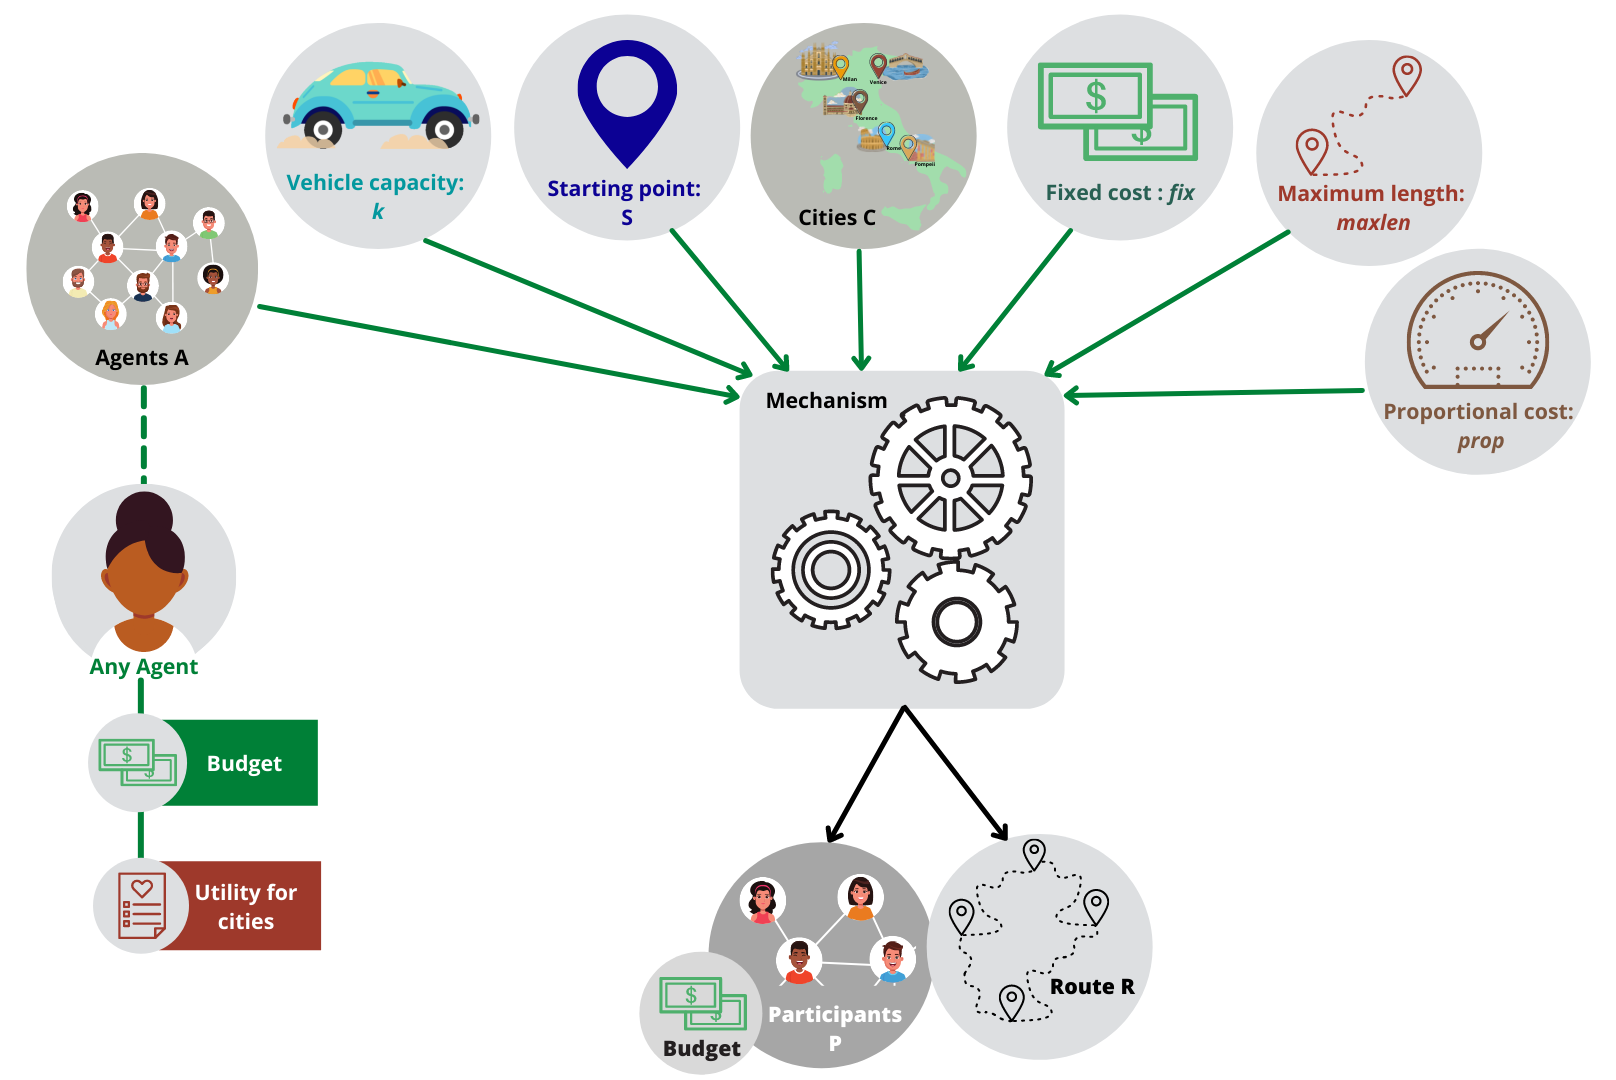 Vehicle capacity:
k
Starting point:
S
Milan
Venice
Florence
Rome
Pompeii
Cities C
$
$
Fixed cost : fix
Maximum length:
maxlen
Proportional cost:
prop
Agents A
Mechanism
Any Agent
$
$
Budget
Utility for
cities
$
$
Budget
Participants
P
Route R